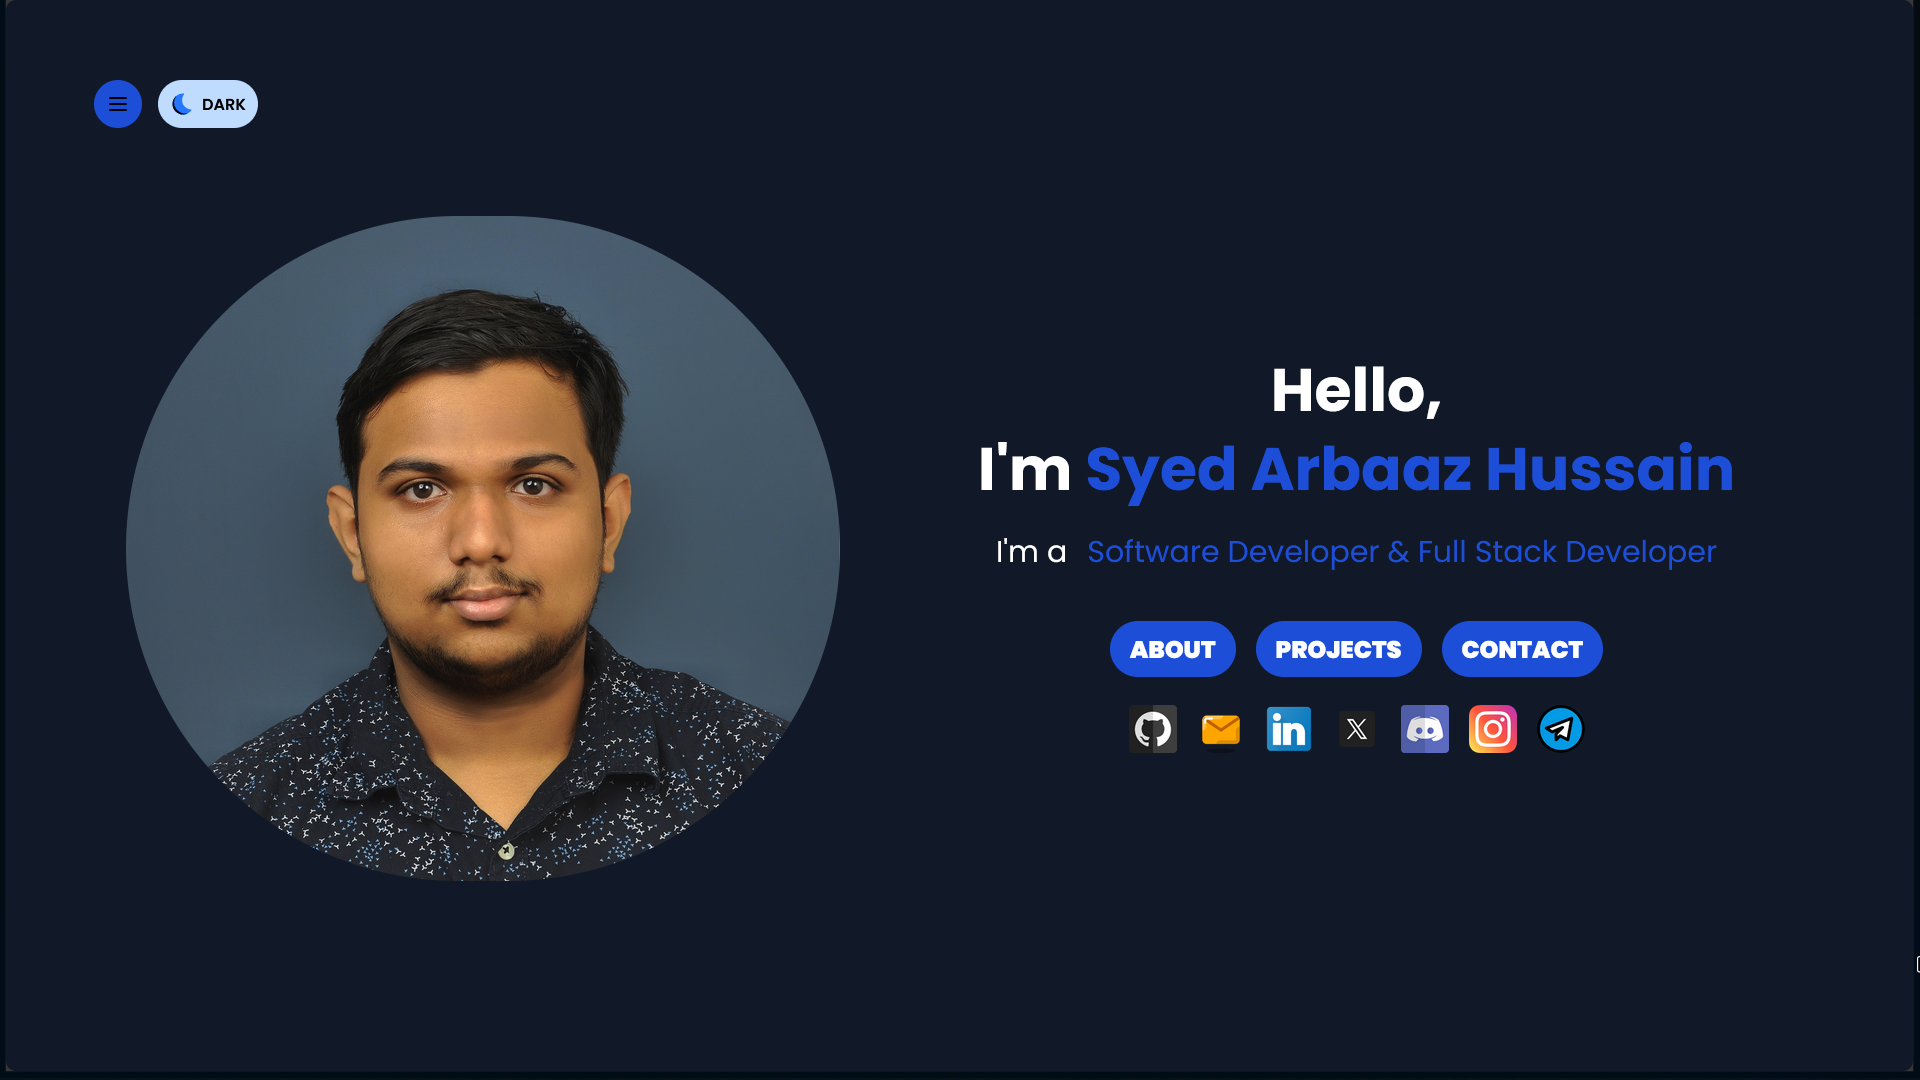 DARK
Hello,
I'm Syed Arbaaz Hussain
I'm a Software Developer & Full Stack Developer
ABOUT
PROJECTS
CONTACT